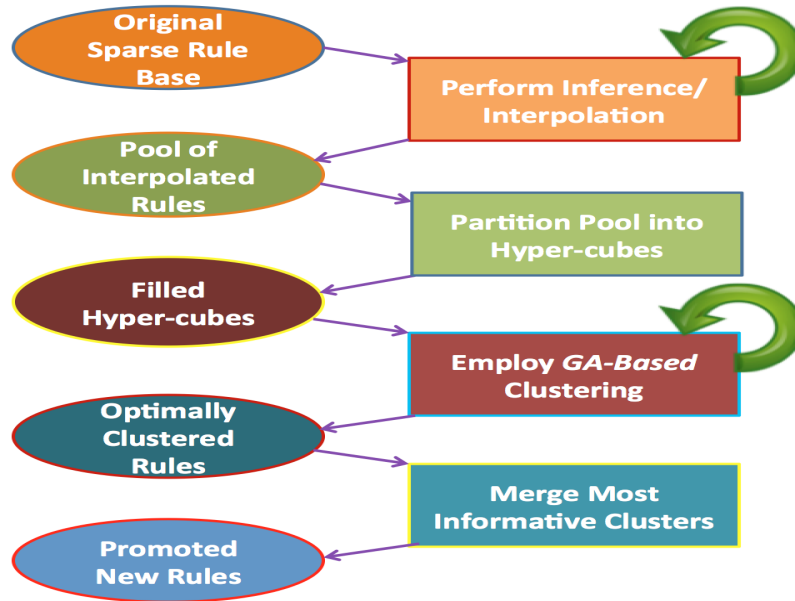 Original
Sparse Rule
Base
Perform Inference/
Interpolation
Pool of
Interpolated
Rules
Partition Pool into
Hyper-cubes
Filled
Hyper-cubes
Employ GA-Based
Clustering
Optimally
Clustered
Rules
Merge Most
Informative Clusters
Promoted
New Rules